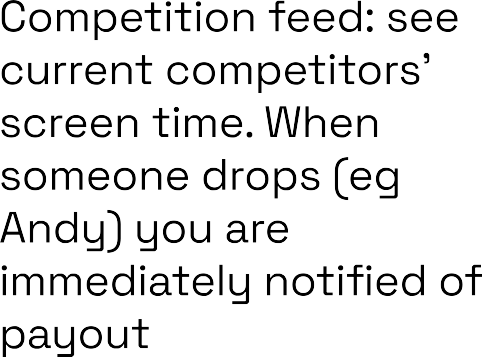 Competition feed: see
current competitors’
screen time. When
someone drops (eg
Andy) you are
immediately notified of
payout